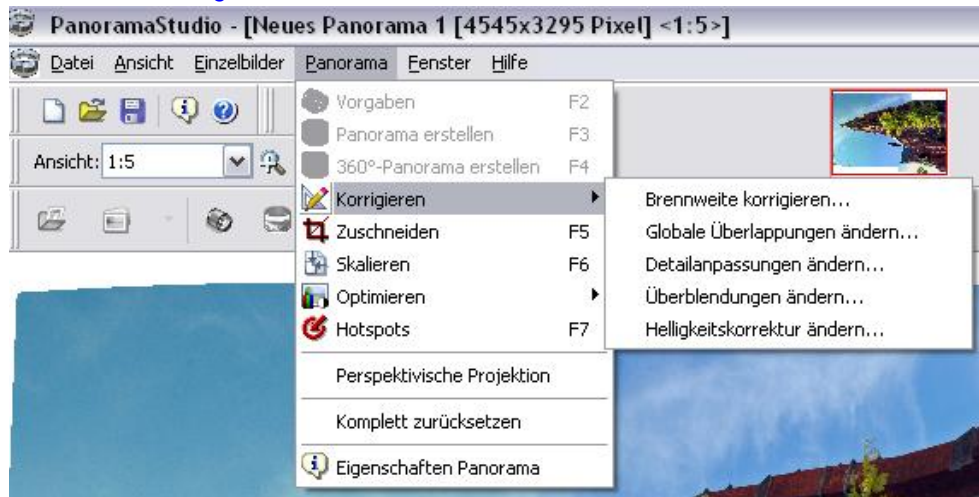 PanoramaStudio - [Neues Panorama 1 [4545x3295 Pixel] <1:5>]
Datei Ansicht Einzelbilder Panorama Fenster Hilfe
Ansicht: 1:5
Vorgaben F2
Panorama erstellen F3
360°-Panorama erstellen F4
Korrigieren
Zuschneiden F5
Skalieren F6
Optimieren
Hotspots F7
Perspektivische Projektion
Komplett zurücksetzen
Eigenschaften Panorama
Brennweite korrigieren...
Globale Überlappungen ändern...
Detailanpassungen ändern...
Überblendungen ändern...
Helligkeitskorrektur ändern...